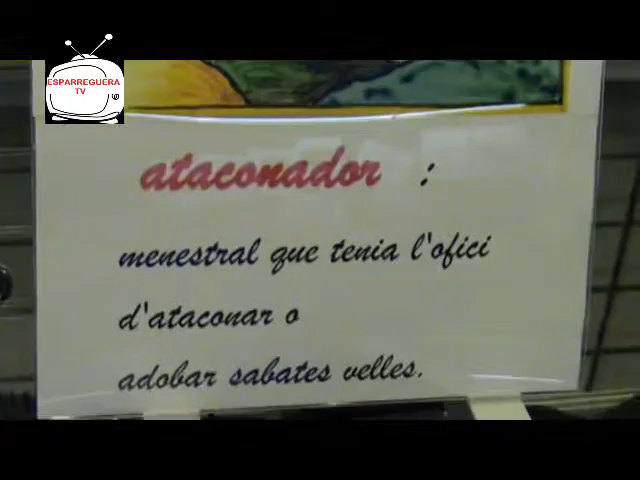 ESPARREGUERA
TV
ataconador :
menestral que tenia l'ofici
d'ataconar o
adobar sabates velles.